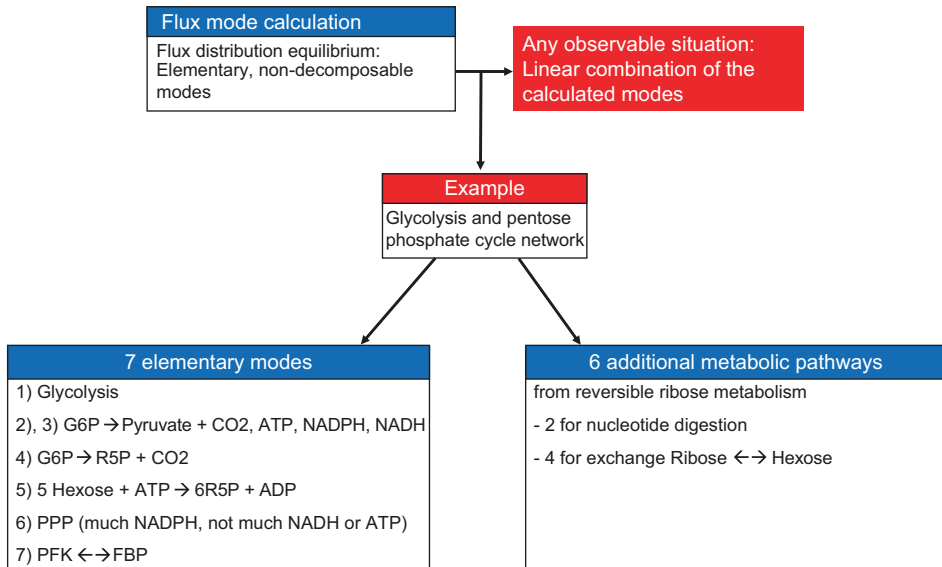 Flux mode calculation
Flux distribution equilibrium:
Elementary, non-decomposable
modes
Any observable situation:
Linear combination of the
calculated modes
Example
Glycolysis and pentose
phosphate cycle network
7 elementary modes
1) Glycolysis
2), 3) G6P → Pyruvate + CO2, ATP, NADPH, NADH
4) G6P → R5P + CO2
5) 5 Hexose + ATP → 6R5P + ADP
6) PPP (much NADPH, not much NADH or ATP)
7) PFK ←→ FBP
6 additional metabolic pathways
from reversible ribose metabolism
- 2 for nucleotide digestion
- 4 for exchange Ribose ←→ Hexose